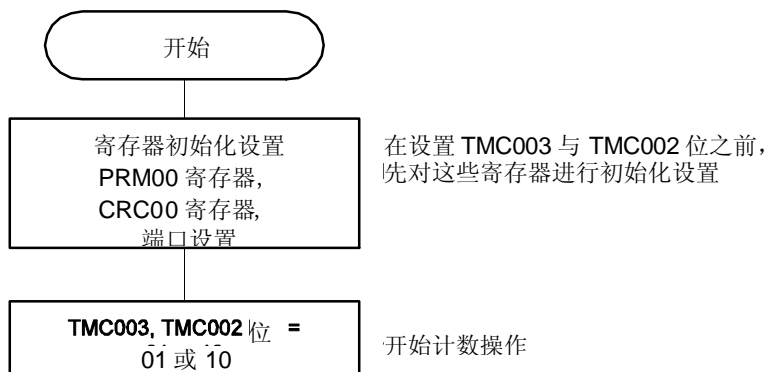 开始
寄存器初始化设置
PRM00 寄存器,
CRC00 寄存器,
端口设置
在设置 TMC003 与 TMC002 位之前,
先对这些寄存器进行初始化设置
TMC003, TMC002 位 =
01 或 10
开始计数操作